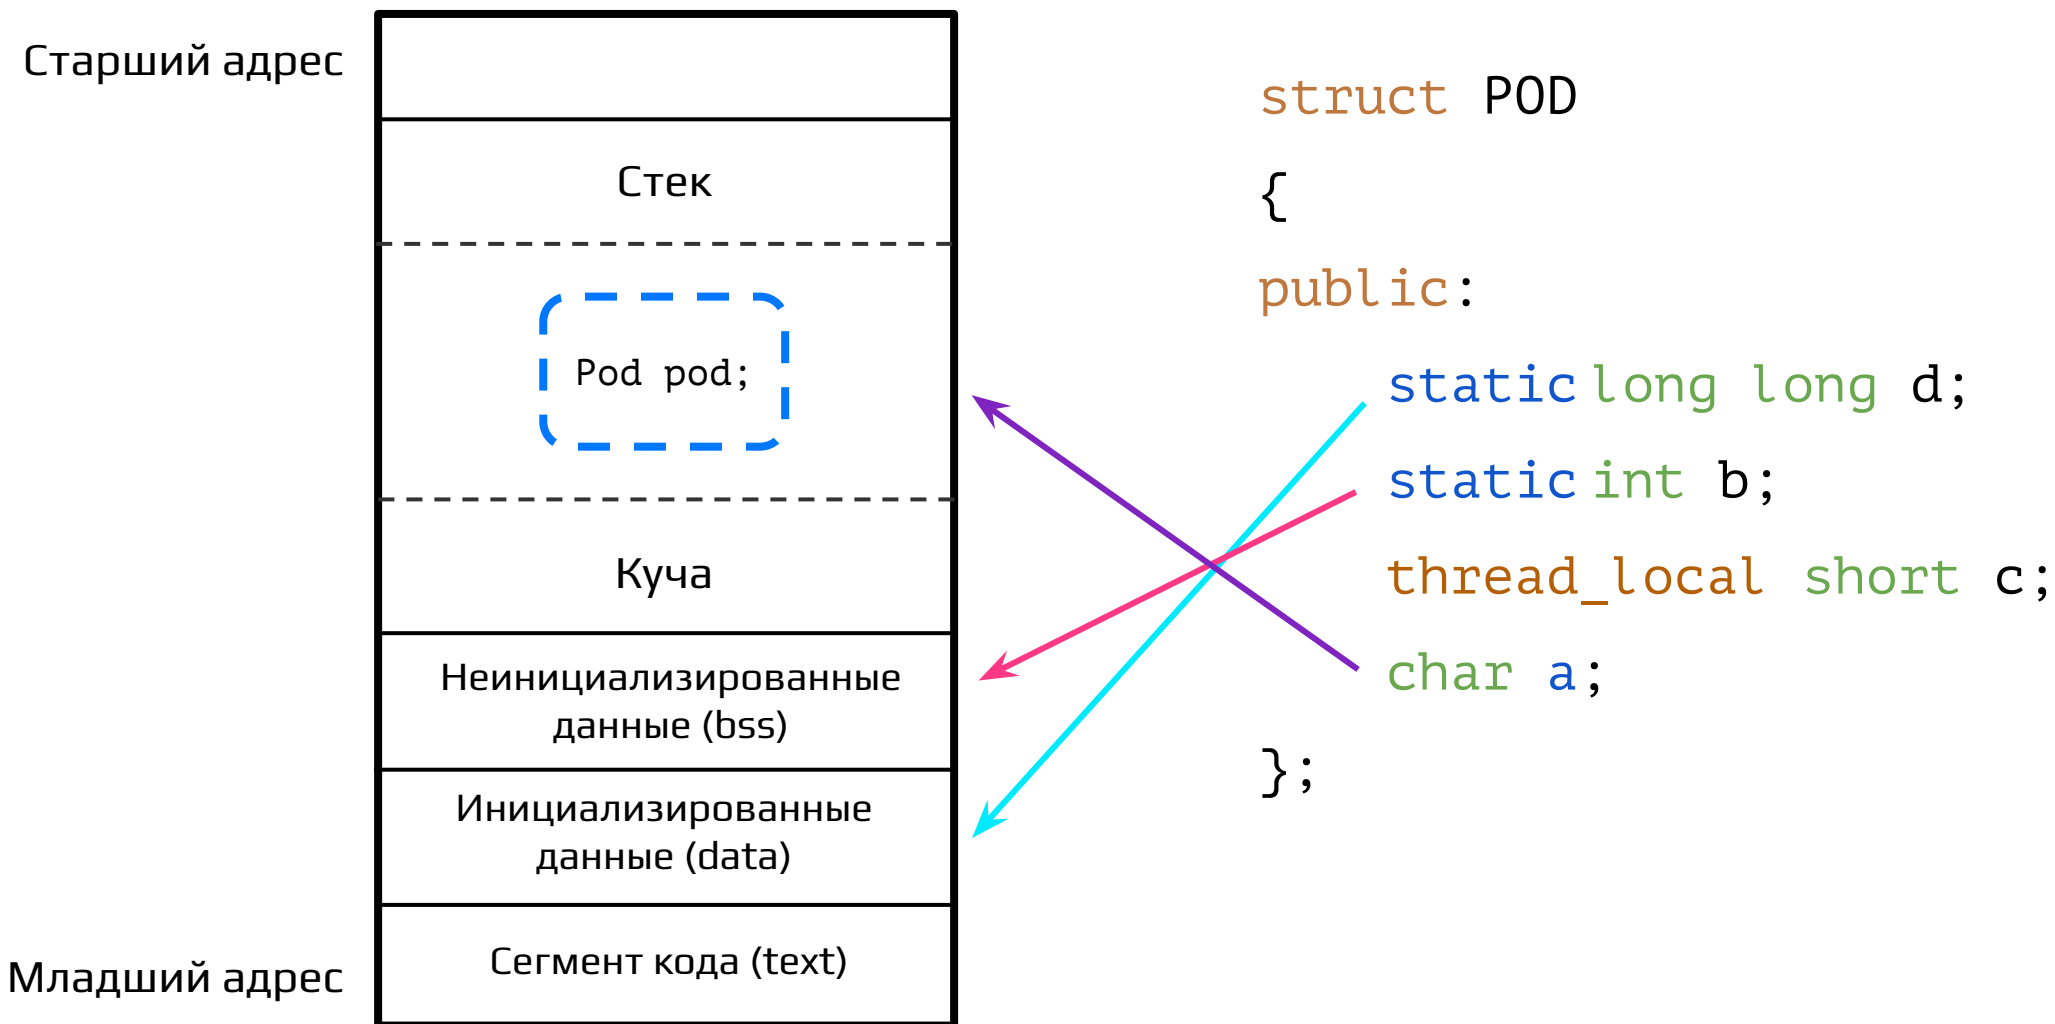 Старший адрес
Стек
Pod pod;
Куча
Неинициализированные
данные (bss)
Инициализированные
данные (data)
Сегмент кода (text)
Младший адрес
struct POD
{
public:
static long long d;
static int b;
thread_local short c;
char a;
};